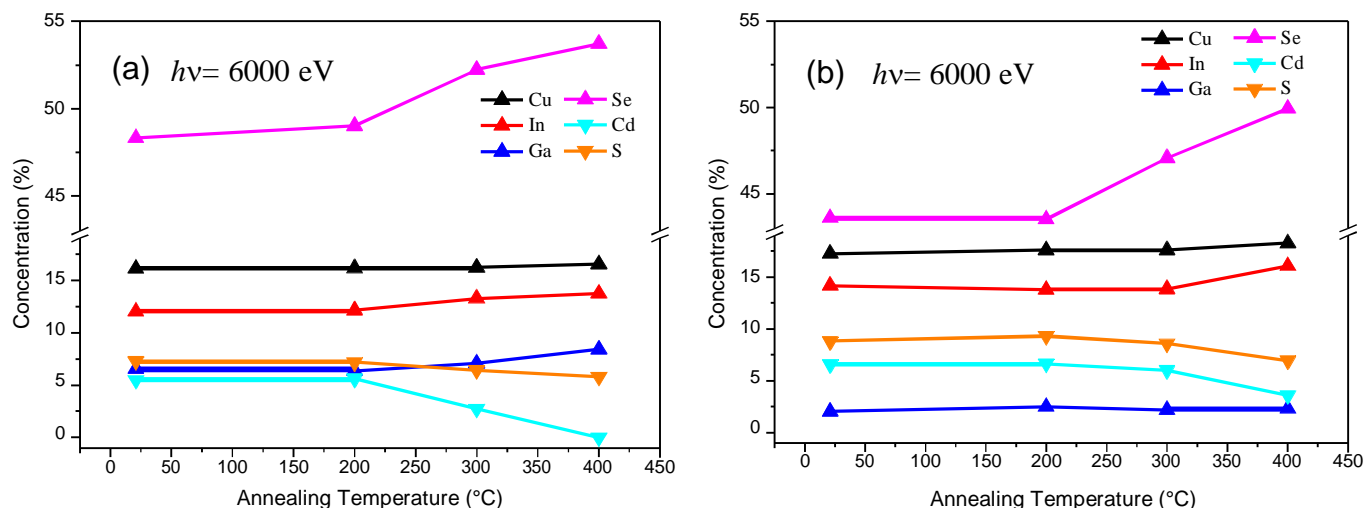 (a) hν= 6000 eV
Cu Se
In Cd
Ga S
Concentration (%)
55
50
45
15
10
5
0
0 50 100 150 200 250 300 350 400 450
Annealing Temperature (°C)
(b) hν= 6000 eV
Cu Se
In Cd
Ga S
Concentration (%)
55
50
45
15
10
5
0
0 50 100 150 200 250 300 350 400 450
Annealing Temperature (°C)